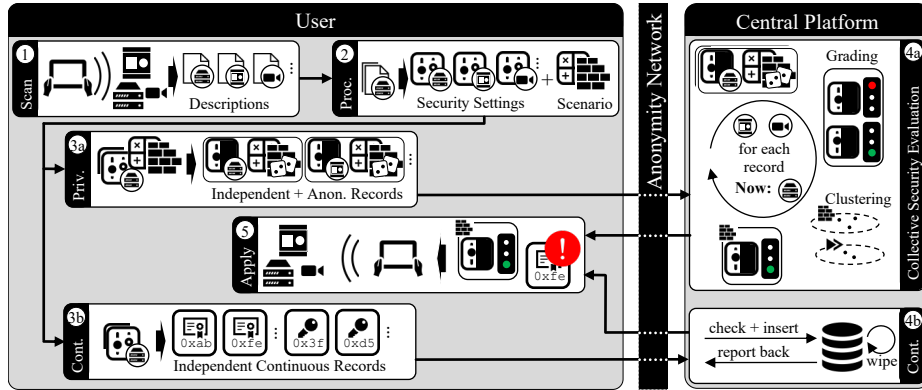 User
Anonymity Network
Central Platform
1
Scan
Descriptions
2
Proc.
Security Settings
+
Scenario
3a
Priv.
Independent + Anon. Records
5
Apply
!
0xfe
3b
Cont.
0xab
0xfe
0x3f
0xd5
Independent Continuous Records
4a
Collective Security Evaluation
Grading
for each
record
Now:
Clustering
4b
Cont.
check + insert
report back
wipe